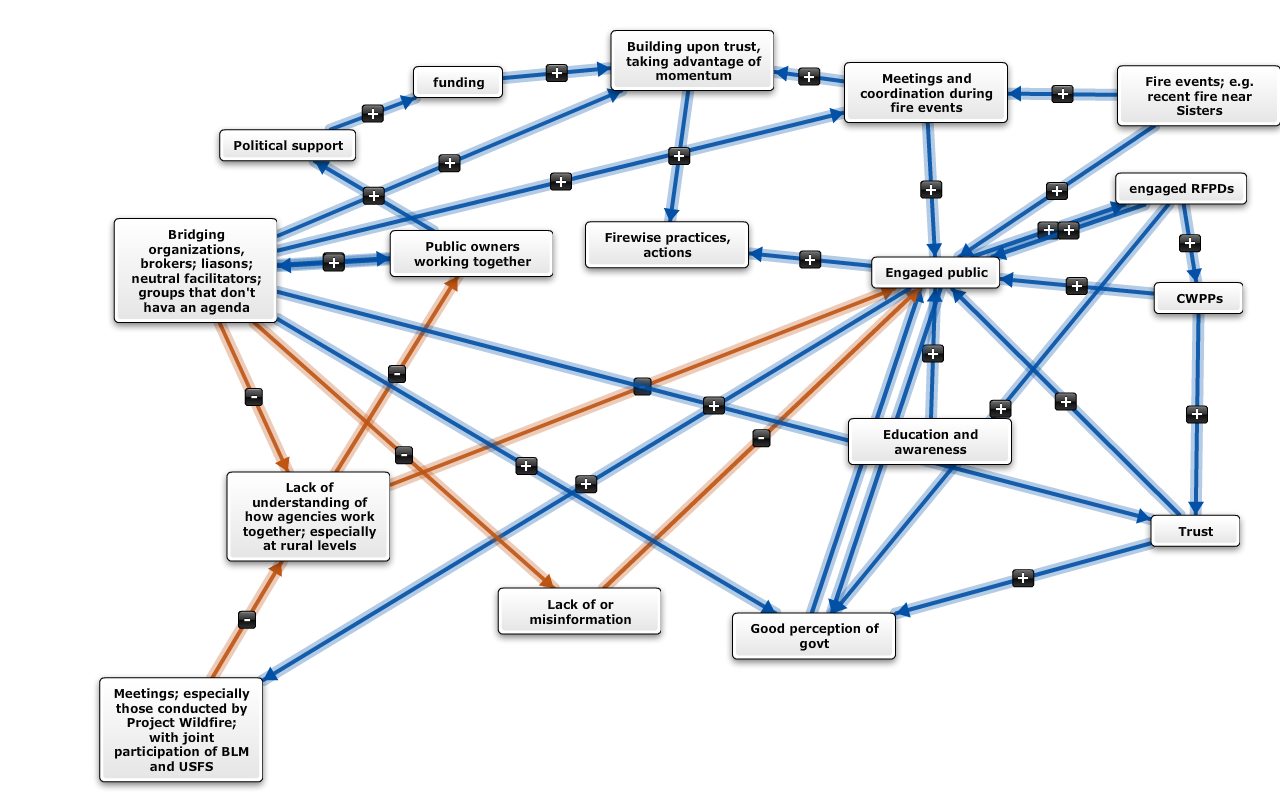 Building upon trust,
taking advantage of
momentum
funding
Meetings and
coordination during
fire events
Fire events; e.g.
recent fire near
Sisters
Political support
engaged RFPDs
Bridging
organizations,
brokers; liasons;
neutral facilitators;
groups that don't
hava an agenda
Public owners
working together
Firewise practices,
actions
Engaged public
CWPPs
Education and
awareness
Lack of
understanding of
how agencies work
together; especially
at rural levels
Trust
Lack of or
misinformation
Good perception of
govt
Meetings; especially
those conducted by
Project Wildfire;
with joint
participation of BLM
and USFS